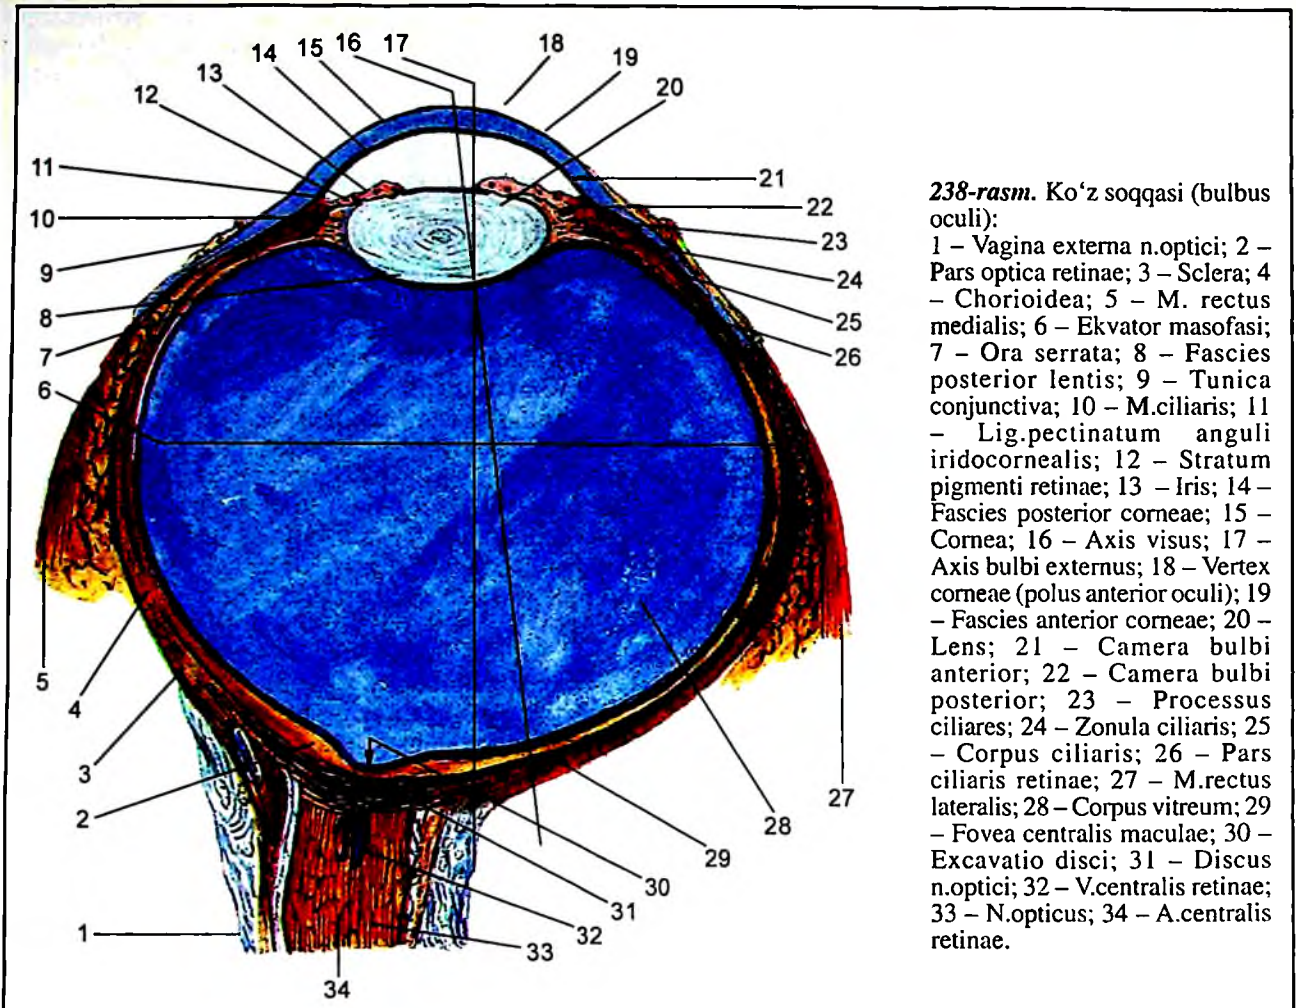 15 16 17 18
14 19
13 20
12
11 21
10 22
23
9 24
8 25
7 26
6
5
4
3
2 27
28
29
30
31
1 32
33
34
238-rasm. Ko‘z soqqasi (bulbus
oculi):
1 – Vagina externa n.optici; 2 –
Pars optica retinae; 3 – Sclera; 4
– Chorioidea; 5 – M. rectus
medialis; 6 – Ekvator masofasi;
7 – Ora serrata; 8 – Fascies
posterior lentis; 9 – Tunica
conjunctiva; 10 – M.ciliaris; 11
– Lig.pectinatum anguli
iridocornealis; 12 – Stratum
pigmenti retinae; 13 – Iris; 14 –
Fascies posterior corneae; 15 –
Cornea; 16 – Axis visus; 17 –
Axis bulbi externus; 18 – Vertex
corneae (polus anterior oculi); 19
– Fascies anterior corneae; 20 –
Lens; 21 – Camera bulbi
anterior; 22 – Camera bulbi
posterior; 23 – Processus
ciliares; 24 – Zonula ciliaris; 25
– Corpus ciliaris; 26 – Pars
ciliaris retinae; 27 – M.rectus
lateralis; 28 – Corpus vitreum; 29
– Fovea centralis maculae; 30 –
Excavatio disci; 31 – Discus
n.optici; 32 – V.centralis retinae;
33 – N.opticus; 34 – A.centralis
retinae.